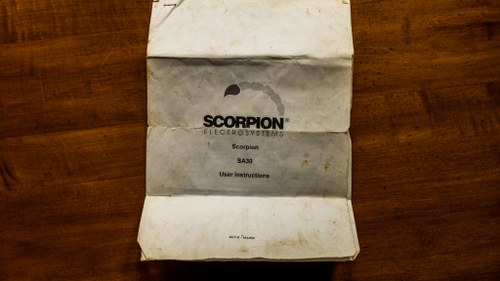 SCORPION®
ELECTROSYSTEMS
Scorpion
SA30
User Instructions